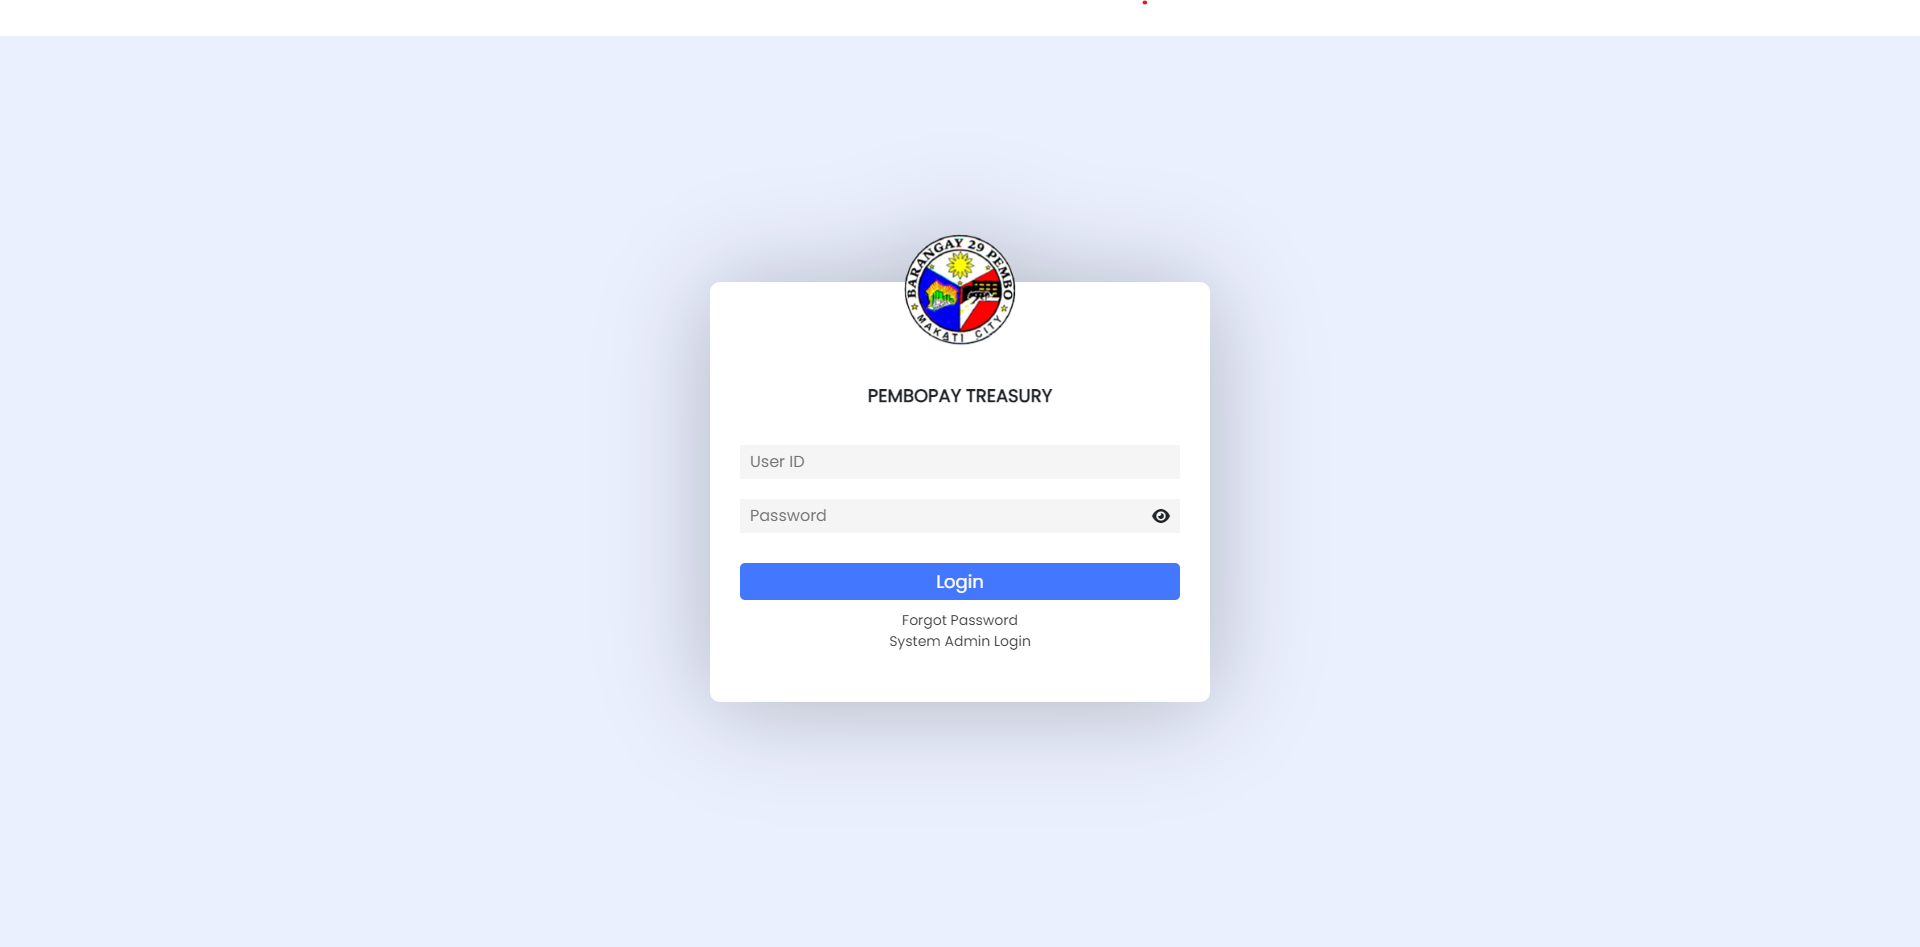 BARANGAY 29 PEMBO
MAKATI CITY
PEMBOPAY TREASURY
User ID
Password
Login
Forgot Password
System Admin Login